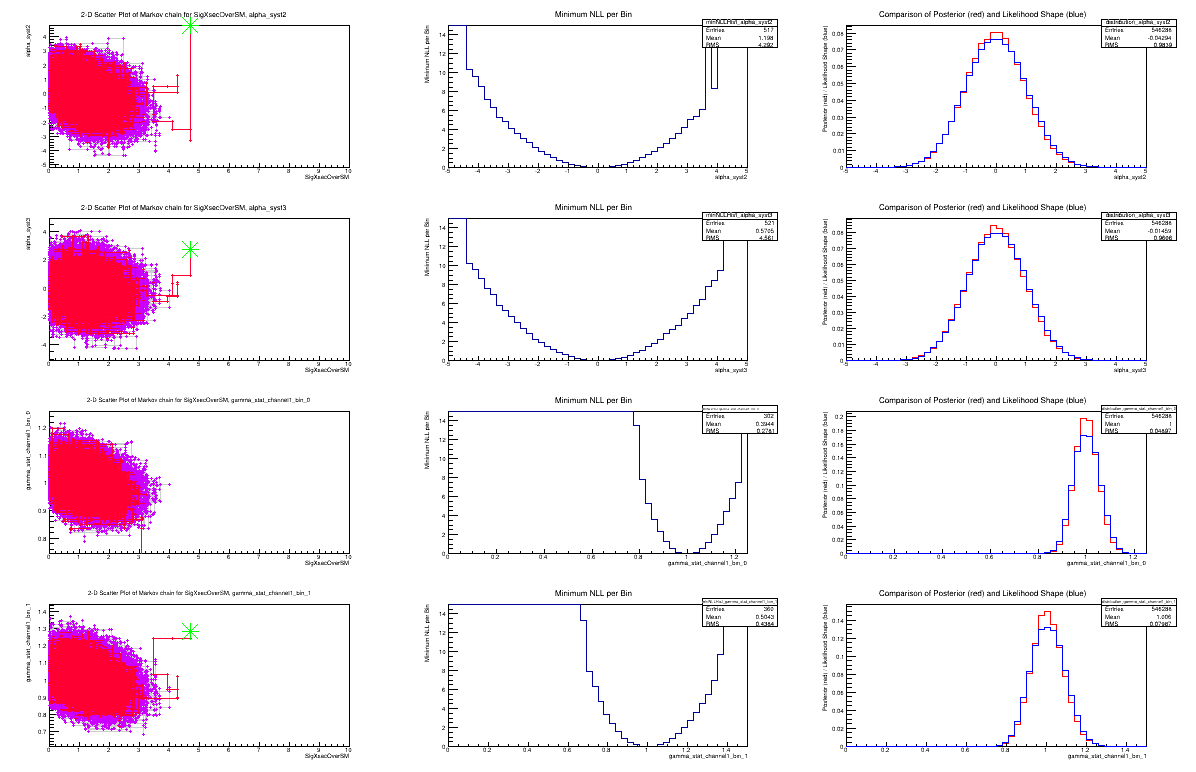 2-D Scatter Plot of Markov chain for SigXsecOverSM, alpha_syst2
alpha_syst2
SigXsecOverSM
Minimum NLL per Bin
Minimum NLL per Bin
minNLLHist_alpha_syst2
Entries 517
Mean 1.198
RMS 4.292
alpha_syst2
Comparison of Posterior (red) and Likelihood Shape (blue)
Posterior (red) / Likelihood Shape (blue)
distribution_alpha_syst2
Entries 546286
Mean -0.04294
RMS 0.9839
alpha_syst2
2-D Scatter Plot of Markov chain for SigXsecOverSM, alpha_syst3
alpha_syst3
SigXsecOverSM
Minimum NLL per Bin
Minimum NLL per Bin
minNLLHist_alpha_syst3
Entries 521
Mean 0.5705
RMS 4.561
alpha_syst3
Comparison of Posterior (red) and Likelihood Shape (blue)
Posterior (red) / Likelihood Shape (blue)
distribution_alpha_syst3
Entries 546286
Mean -0.01459
RMS 0.9606
alpha_syst3
2-D Scatter Plot of Markov chain for SigXsecOverSM, gamma_stat_channel1_bin_0
gamma_stat_channel1_bin_0
SigXsecOverSM
Minimum NLL per Bin
Minimum NLL per Bin
Entries 302
Mean 0.3944
RMS 0.2781
gamma_stat_channel1_bin_0
Comparison of Posterior (red) and Likelihood Shape (blue)
Posterior (red) / Likelihood Shape (blue)
distribution_gamma_stat_channel1_bin_0
Entries 546286
Mean 1
RMS 0.04897
gamma_stat_channel1_bin_0
2-D Scatter Plot of Markov chain for SigXsecOverSM, gamma_stat_channel1_bin_1
gamma_stat_channel1_bin_1
SigXsecOverSM
Minimum NLL per Bin
Minimum NLL per Bin
Entries 360
Mean 0.5043
RMS 0.4364
gamma_stat_channel1_bin_1
Comparison of Posterior (red) and Likelihood Shape (blue)
Posterior (red) / Likelihood Shape (blue)
distribution_gamma_stat_channel1_bin_1
Entries 546286
Mean 1.006
RMS 0.07987
gamma_stat_channel1_bin_1